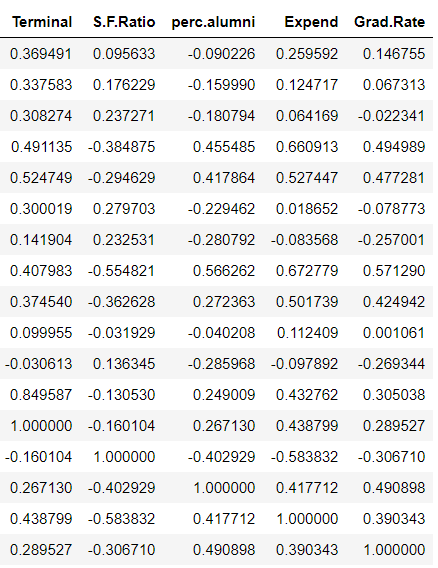 Terminal S.F.Ratio perc.alumni Expend Grad.Rate
0.369491 0.095633 -0.090226 0.259592 0.146755
0.337583 0.176229 -0.159990 0.124717 0.067313
0.308274 0.237271 -0.180794 0.064169 -0.022341
0.491135 -0.384875 0.455485 0.660913 0.494989
0.524749 -0.294629 0.417864 0.527447 0.477281
0.300019 0.279703 -0.229462 0.018652 -0.078773
0.141904 0.232531 -0.280792 -0.083568 -0.257001
0.407983 -0.554821 0.566262 0.672779 0.571290
0.374540 -0.362628 0.272363 0.501739 0.424942
0.099955 -0.031929 -0.040208 0.112409 0.001061
-0.030613 0.136345 -0.285968 -0.097892 -0.269344
0.849587 -0.130530 0.249009 0.432762 0.305038
1.000000 -0.160104 0.267130 0.438799 0.289527
-0.160104 1.000000 -0.402929 -0.583832 -0.306710
0.267130 -0.402929 1.000000 0.417712 0.490898
0.438799 -0.583832 0.417712 1.000000 0.390343
0.289527 -0.306710 0.490898 0.390343 1.000000